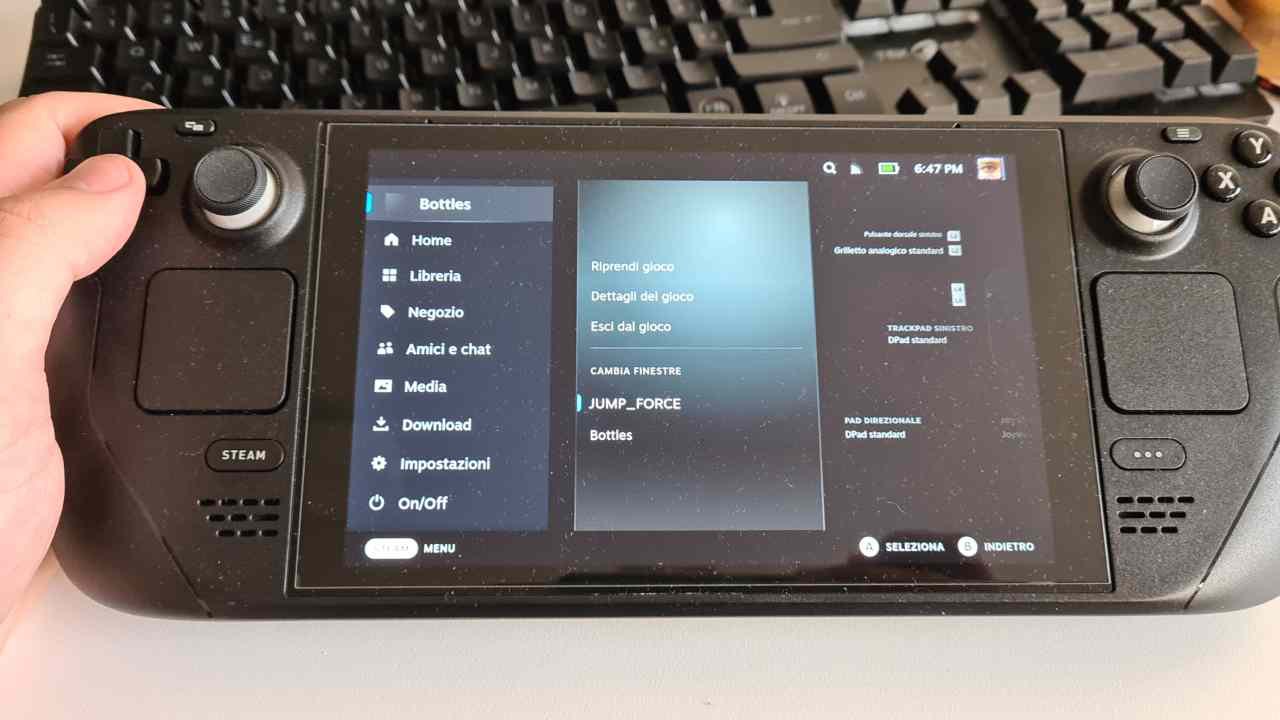 6:47 PM
Bottles
Home
Libreria
Negozio
Amici e chat
Media
Download
Impostazioni
On/Off
STEAM MENU
Riprendi gioco
Dettagli del gioco
Esci dal gioco
CAMBIA FINESTRE
JUMP_FORCE
Bottles
Pulsante dorsale sinistro
Grilletto analogico standard
TRACKPAD SINISTRO
DPad standard
PAD DIREZIONALE
DPad standard
A SELEZIONA B INDIETRO
STEAM
Y
X
A